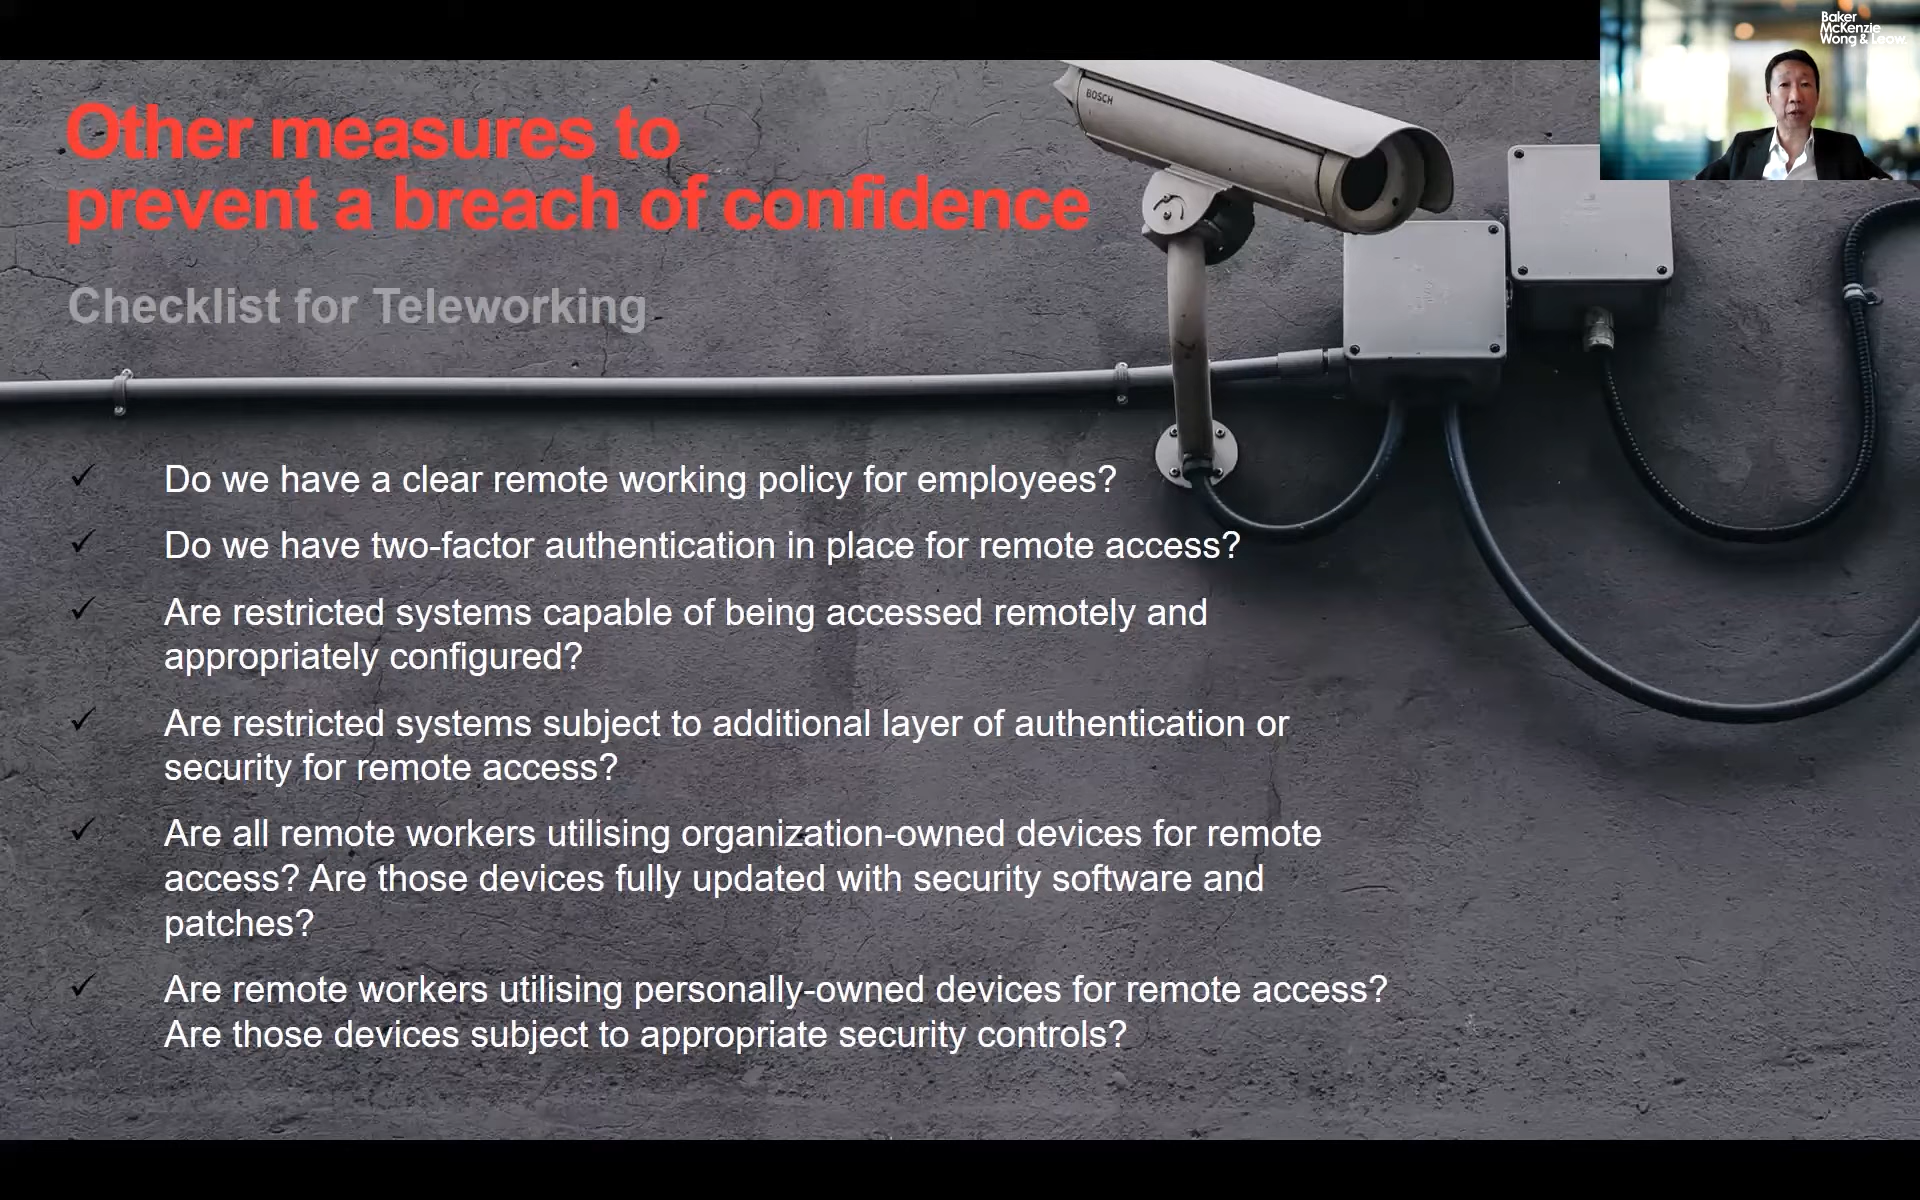 Baker
McKenzie
Wong & Leow
BOSCH
Other measures to
prevent a breach of confidence
Checklist for Teleworking
✓ Do we have a clear remote working policy for employees?
✓ Do we have two-factor authentication in place for remote access?
✓ Are restricted systems capable of being accessed remotely and
appropriately configured?
✓ Are restricted systems subject to additional layer of authentication or
security for remote access?
✓ Are all remote workers utilising organization-owned devices for remote
access? Are those devices fully updated with security software and
patches?
✓ Are remote workers utilising personally-owned devices for remote access?
Are those devices subject to appropriate security controls?